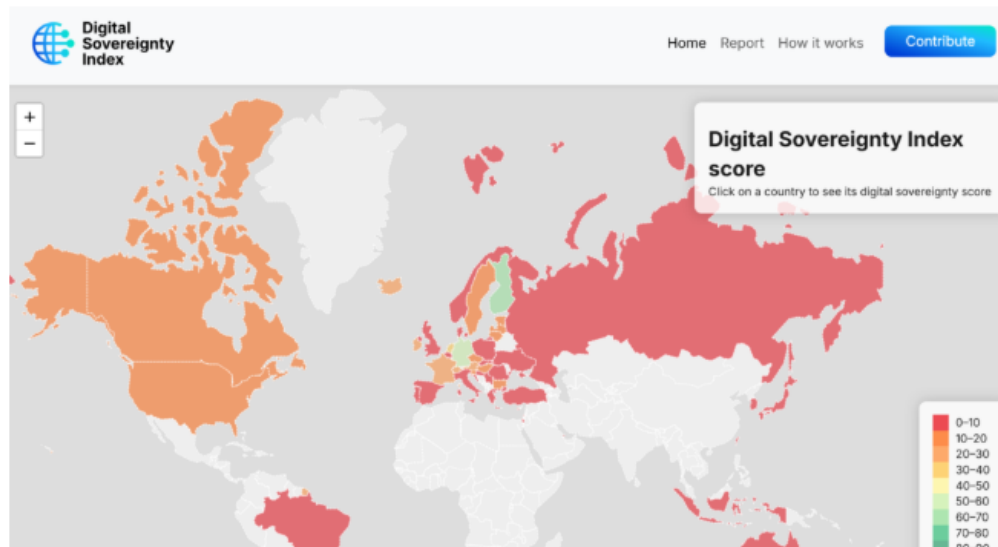 Digital
Sovereignty
Index
Home Report How it works Contribute
+
−
Digital Sovereignty Index
score
Click on a country to see its digital sovereignty score
0–10
10–20
20–30
30–40
40–50
50–60
60–70
70–80
80–90